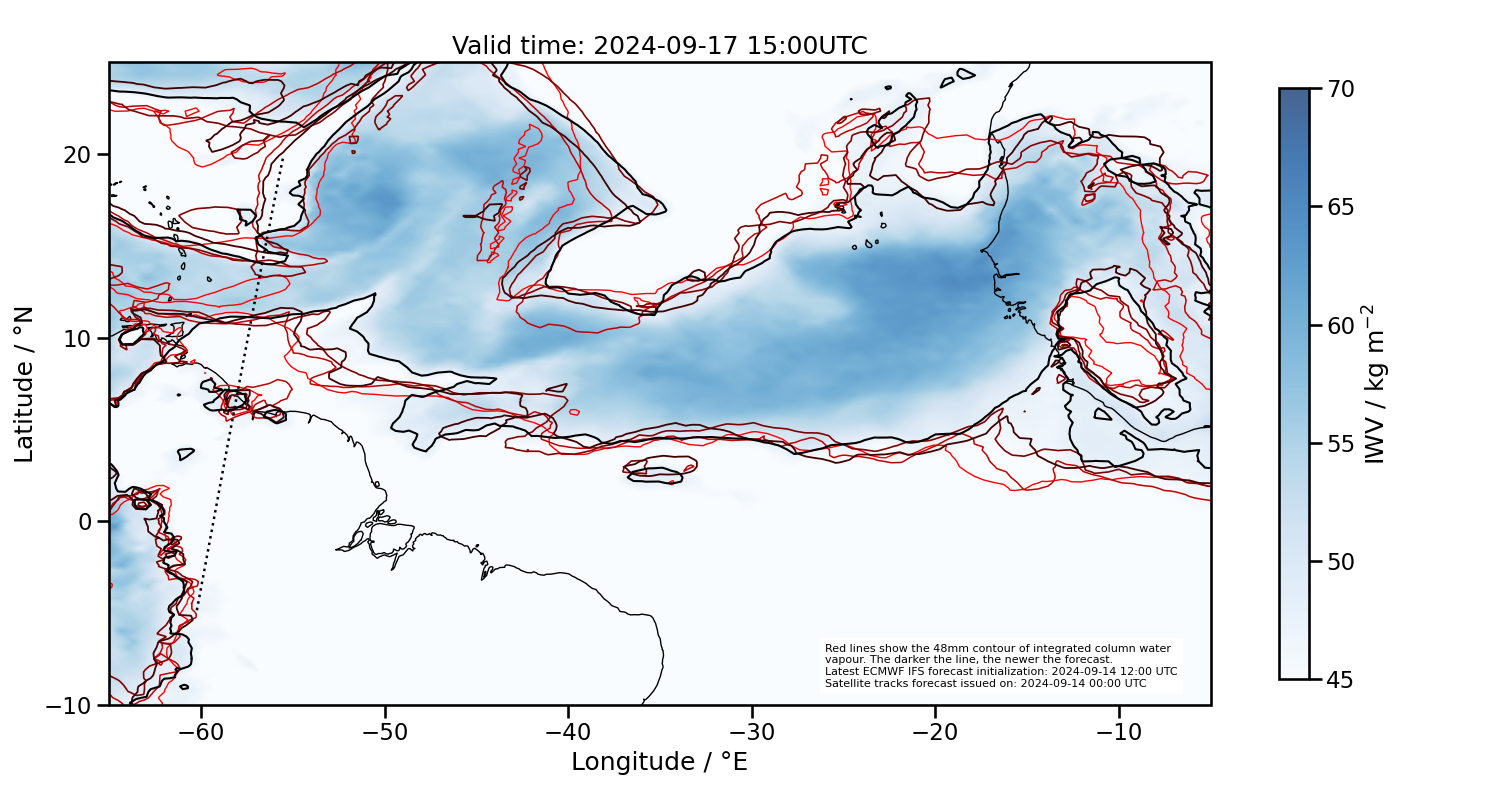 Valid time: 2024-09-17 15:00UTC
20
10
0
−10
Latitude / °N
−60
−50
−40
−30
−20
−10
Longitude / °E
Red lines show the 48mm contour of integrated column water
vapour. The darker the line, the newer the forecast.
Latest ECMWF IFS forecast initialization: 2024-09-14 12:00 UTC
Satellite tracks forecast issued on: 2024-09-14 00:00 UTC
70
65
60
55
50
45
IWV / kg m⁻²